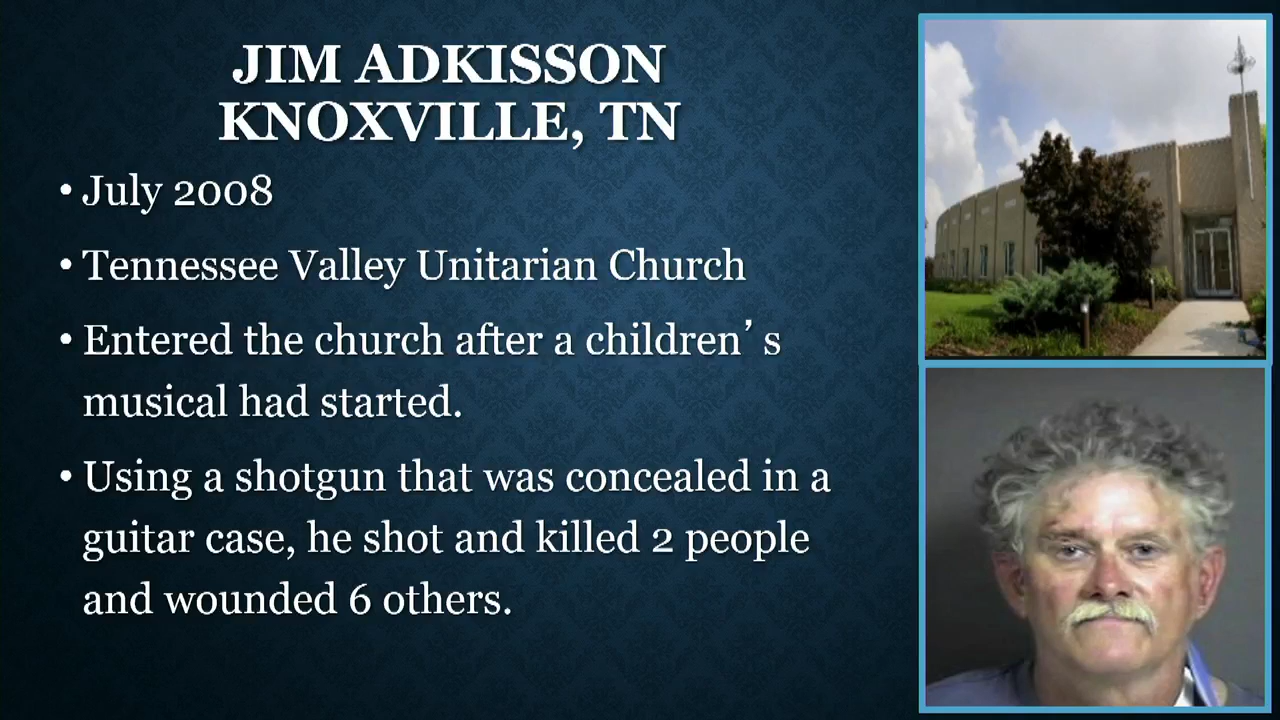 JIM ADKISSON
KNOXVILLE, TN
• July 2008
• Tennessee Valley Unitarian Church
• Entered the church after a children’s
musical had started.
• Using a shotgun that was concealed in a
guitar case, he shot and killed 2 people
and wounded 6 others.